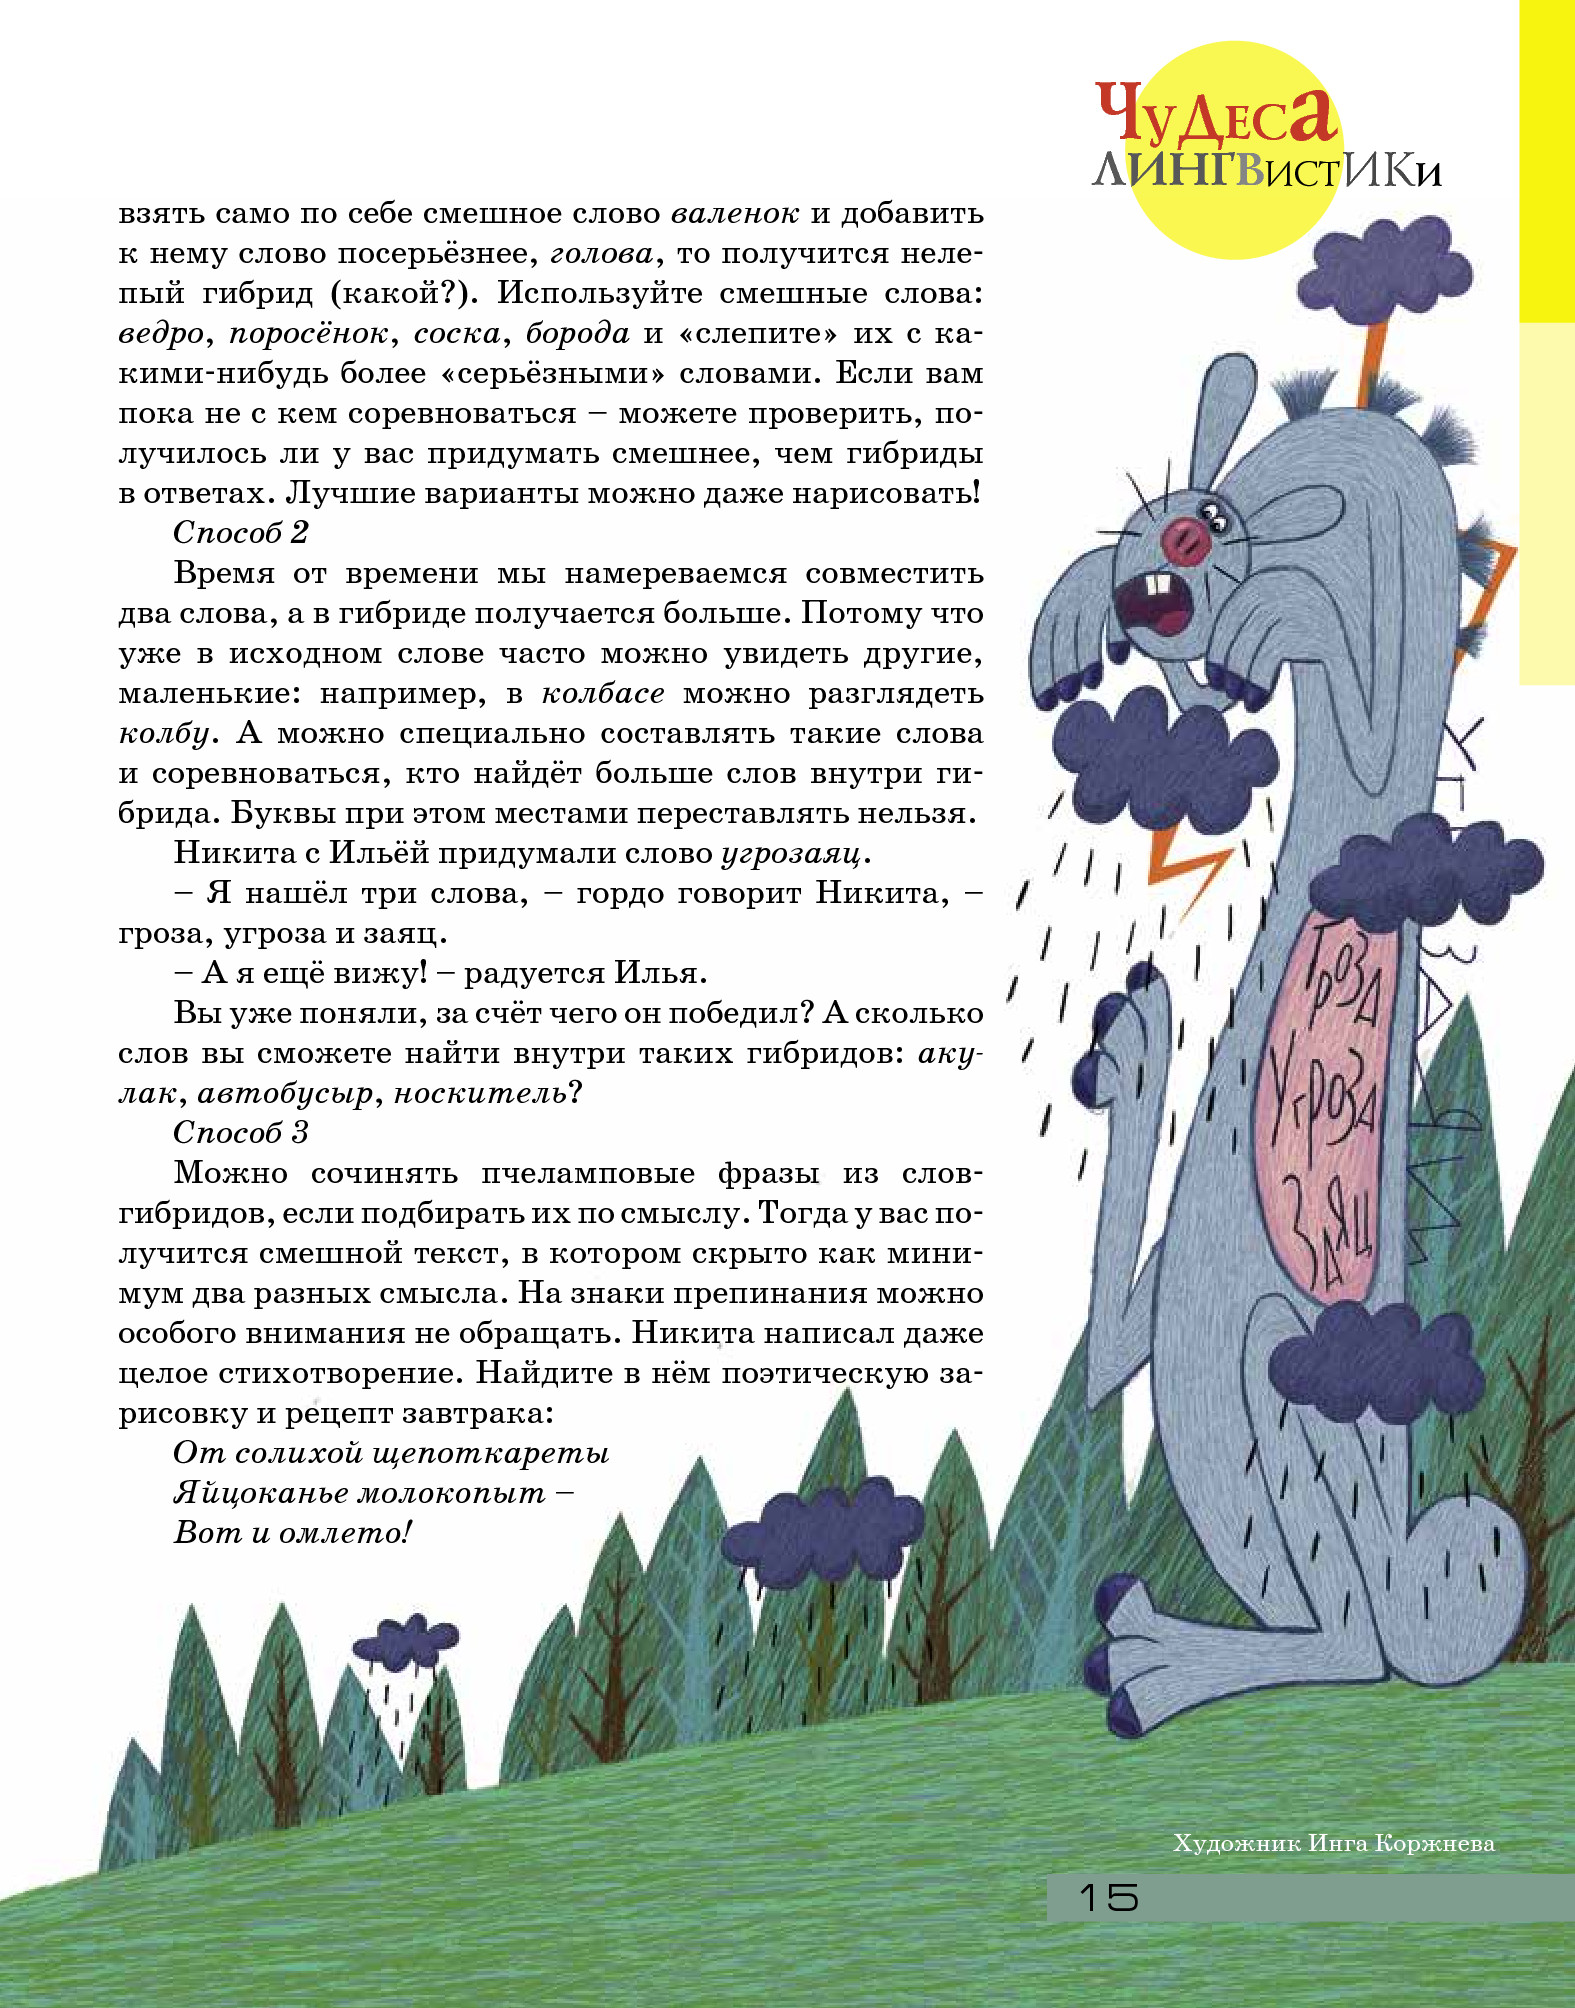 Чудеса
лингвистики
взять само по себе смешное слово валенок и добавить
к нему слово посерьёзнее, голова, то получится неле-
пый гибрид (какой?). Используйте смешные слова:
ведро, поросёнок, соска, борода и «слепите» их с ка-
кими-нибудь более «серьёзными» словами. Если вам
пока не с кем соревноваться – можете проверить, по-
лучилось ли у вас придумать смешнее, чем гибриды
в ответах. Лучшие варианты можно даже нарисовать!
Способ 2
Время от времени мы намереваемся совместить
два слова, а в гибриде получается больше. Потому что
уже в исходном слове часто можно увидеть другие,
маленькие: например, в колбасе можно разглядеть
колбу. А можно специально составлять такие слова
и соревноваться, кто найдёт больше слов внутри ги-
брида. Буквы при этом местами переставлять нельзя.
Никита с Ильёй придумали слово угрозаяц.
– Я нашёл три слова, – гордо говорит Никита, –
гроза, угроза и заяц.
– А я ещё вижу! – радуется Илья.
Вы уже поняли, за счёт чего он победил? А сколько
слов вы сможете найти внутри таких гибридов: аку-
лак, автобусыр, носкитель?
Способ 3
Можно сочинять пчеламповые фразы из слов-
гибридов, если подбирать их по смыслу. Тогда у вас по-
лучится смешной текст, в котором скрыто как мини-
мум два разных смысла. На знаки препинания можно
особого внимания не обращать. Никита написал даже
целое стихотворение. Найдите в нём поэтическую за-
рисовку и рецепт завтрака:
От солихой щепоткареты
Яйцоканье молокопыт –
Вот и омлето!
Гроза
Угроза
Заяц
Художник Инга Коржнева
15